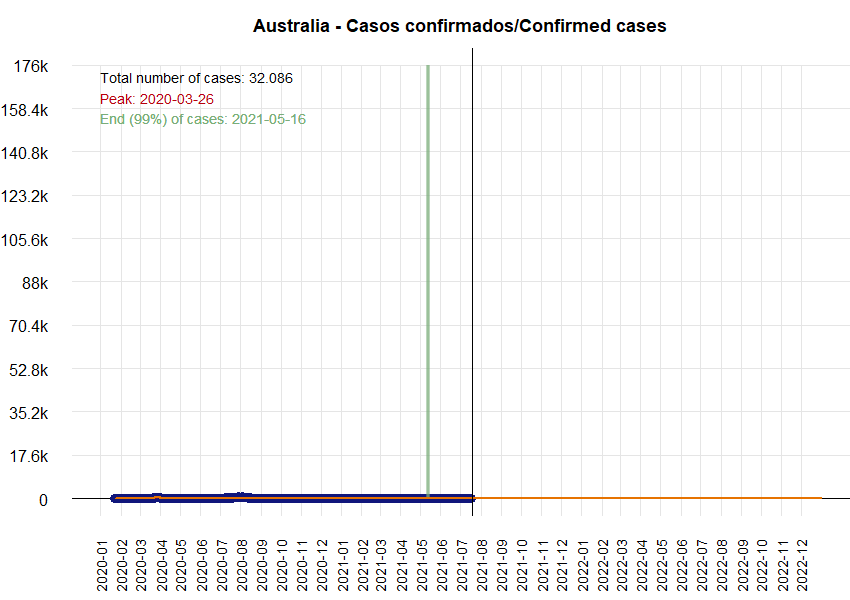 Australia - Casos confirmados/Confirmed cases
176k
Total number of cases: 32.086
Peak: 2020-03-26
158.4k
End (99%) of cases: 2021-05-16
140.8k
123.2k
105.6k
88k
70.4k
52.8k
35.2k
17.6k
0
2020-01
2020-02
2020-03
2020-04
2020-05
2020-06
2020-07
2020-08
2020-09
2020-10
2020-11
2020-12
2021-01
2021-02
2021-03
2021-04
2021-05
2021-06
2021-07
2021-08
2021-09
2021-10
2021-11
2021-12
2022-01
2022-02
2022-03
2022-04
2022-05
2022-06
2022-07
2022-08
2022-09
2022-10
2022-11
2022-12